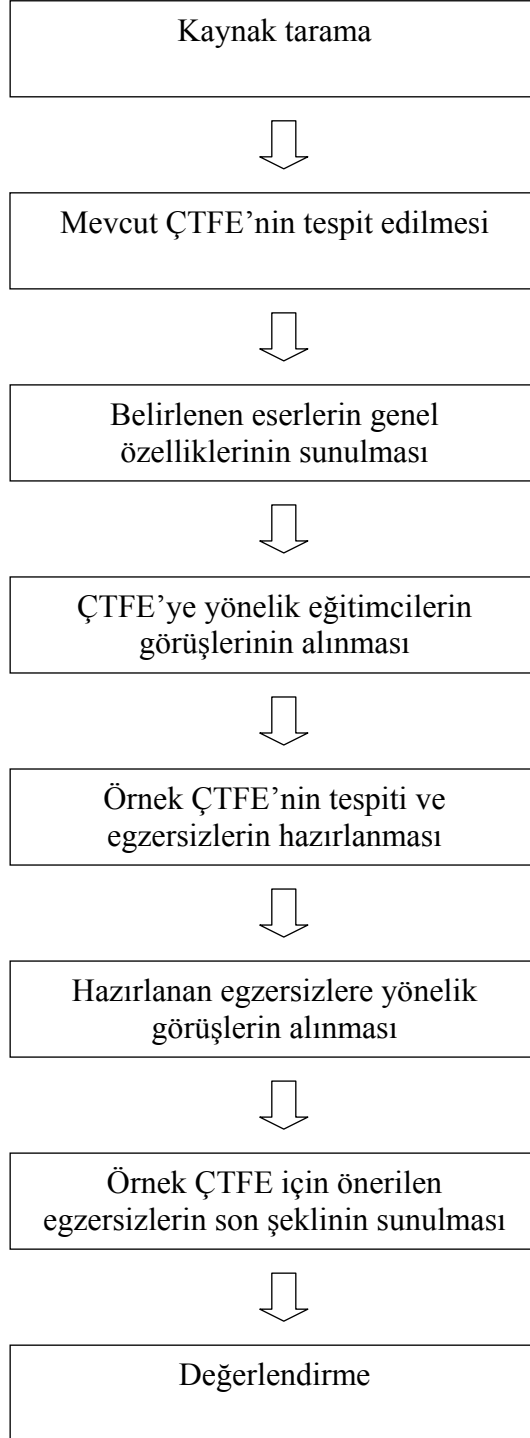 Kaynak tarama
Mevcut ÇTFE’nin tespit edilmesi
Belirlenen eserlerin genel
özelliklerinin sunulması
ÇTFE’ye yönelik eğitimcilerin
görüşlerinin alınması
Örnek ÇTFE’nin tespiti ve
egzersizlerin hazırlanması
Hazırlanan egzersizlere yönelik
görüşlerin alınması
Örnek ÇTFE için önerilen
egzersizlerin son şeklinin sunulması
Değerlendirme